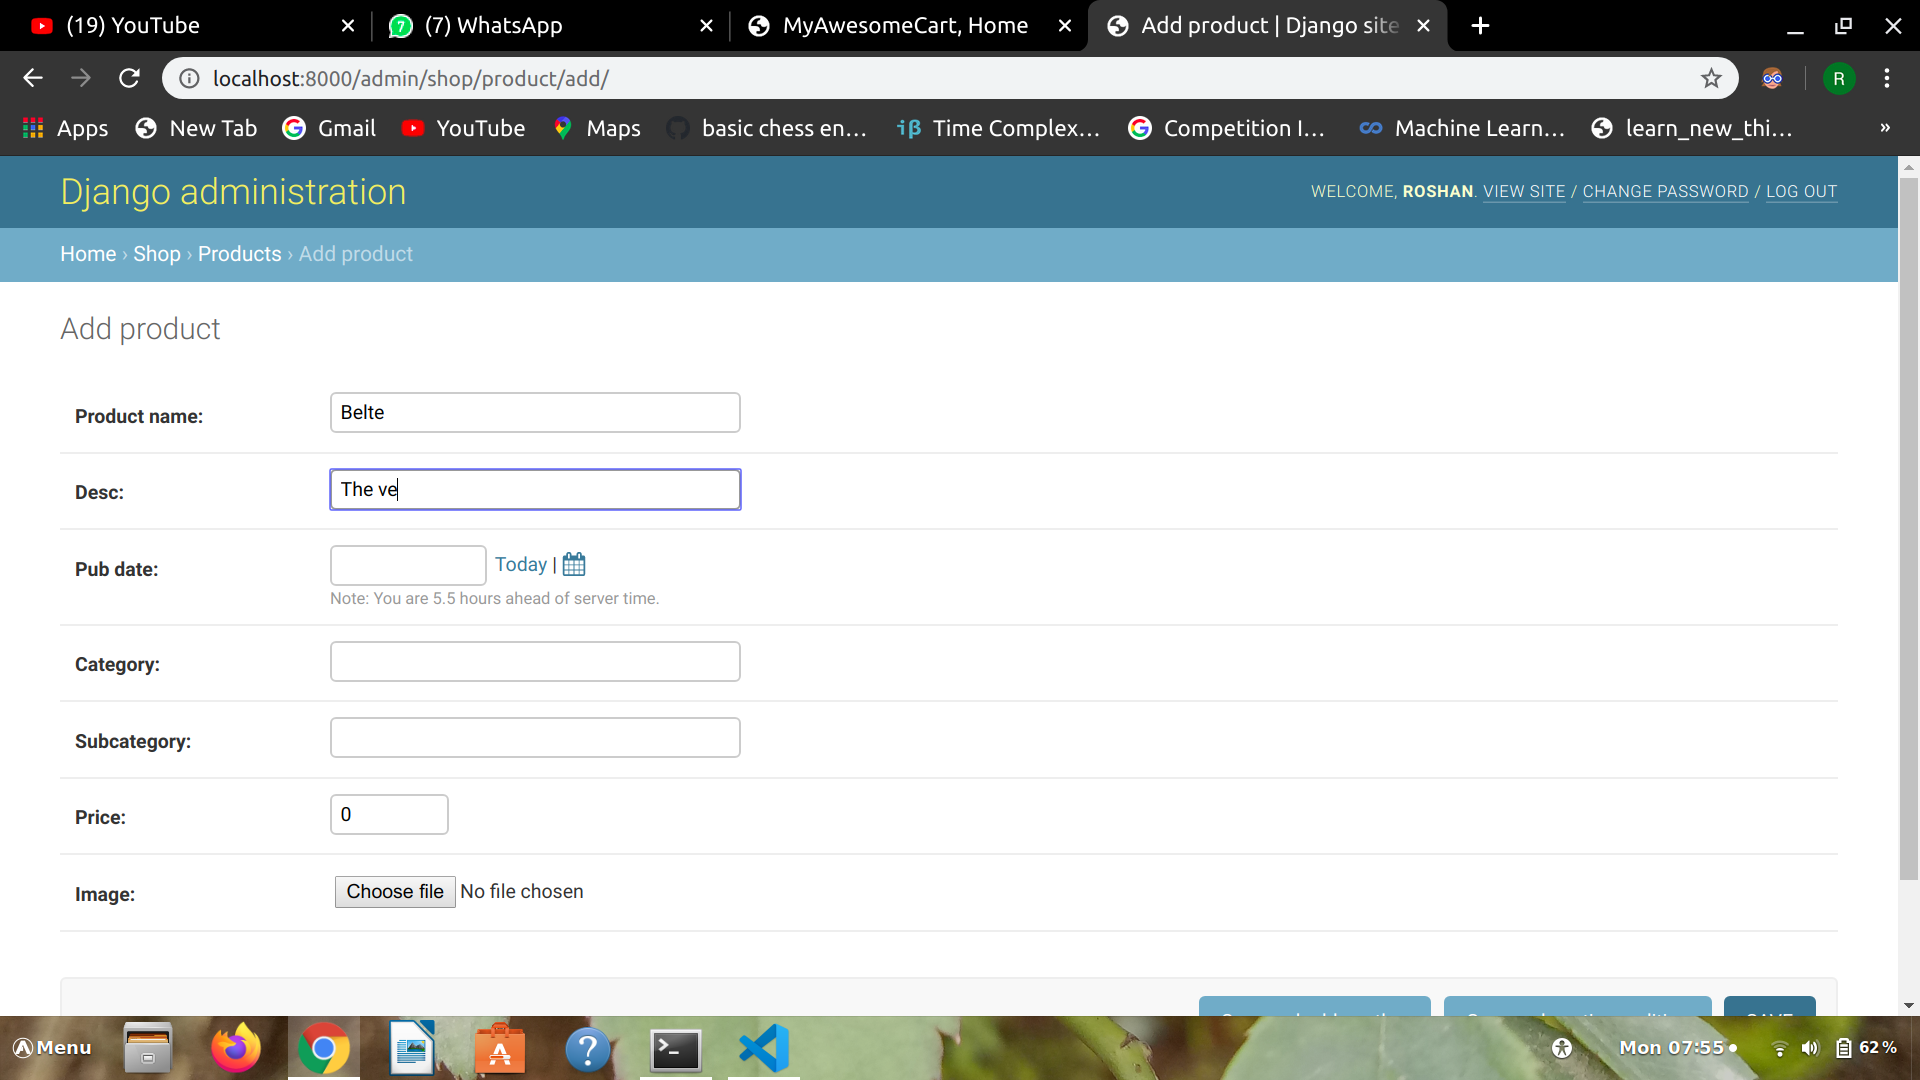 (19) YouTube
(7) WhatsApp
MyAwesomeCart, Home
Add product | Django site
localhost:8000/admin/shop/product/add/
R
Apps
New Tab
Gmail
YouTube
Maps
basic chess en...
iβ Time Complex...
Competition I...
Machine Learn...
learn_new_thi...
»
Django administration
WELCOME, ROSHAN. VIEW SITE / CHANGE PASSWORD / LOG OUT
Home › Shop › Products › Add product
Add product
Product name:
Belte
Desc:
The ve
Pub date:
Today |
Note: You are 5.5 hours ahead of server time.
Category:
Subcategory:
Price:
0
Image:
Choose file No file chosen
Menu
Mon 07:55
62%